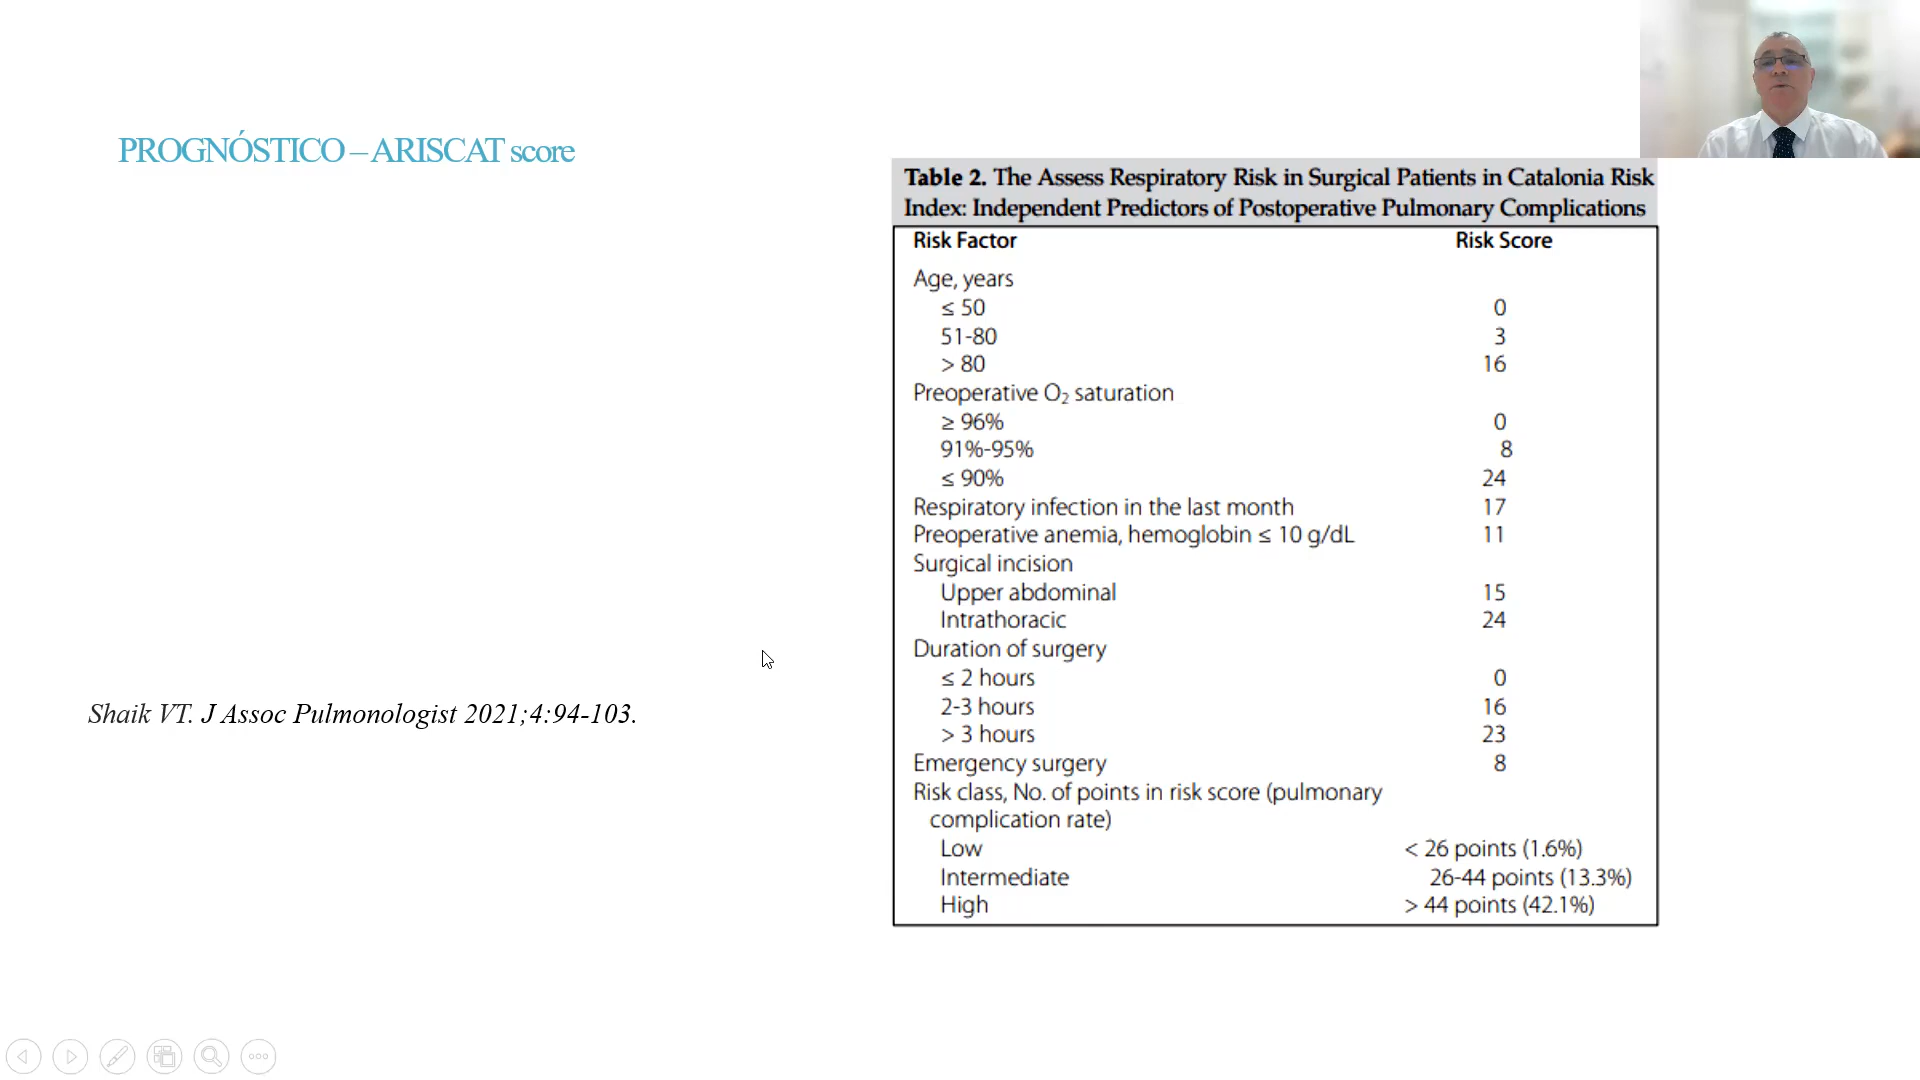 PROGNÓSTICO – ARISCAT score
Shaik VT. J Assoc Pulmonologist 2021;4:94-103.
Table 2. The Assess Respiratory Risk in Surgical Patients in Catalonia Risk
Index: Independent Predictors of Postoperative Pulmonary Complications
Risk Factor Risk Score
Age, years
≤ 50 0
51-80 3
> 80 16
Preoperative O₂ saturation
≥ 96% 0
91%-95% 8
≤ 90% 24
Respiratory infection in the last month 17
Preoperative anemia, hemoglobin ≤ 10 g/dL 11
Surgical incision
Upper abdominal 15
Intrathoracic 24
Duration of surgery
≤ 2 hours 0
2-3 hours 16
> 3 hours 23
Emergency surgery 8
Risk class, No. of points in risk score (pulmonary
complication rate)
Low < 26 points (1.6%)
Intermediate 26-44 points (13.3%)
High > 44 points (42.1%)